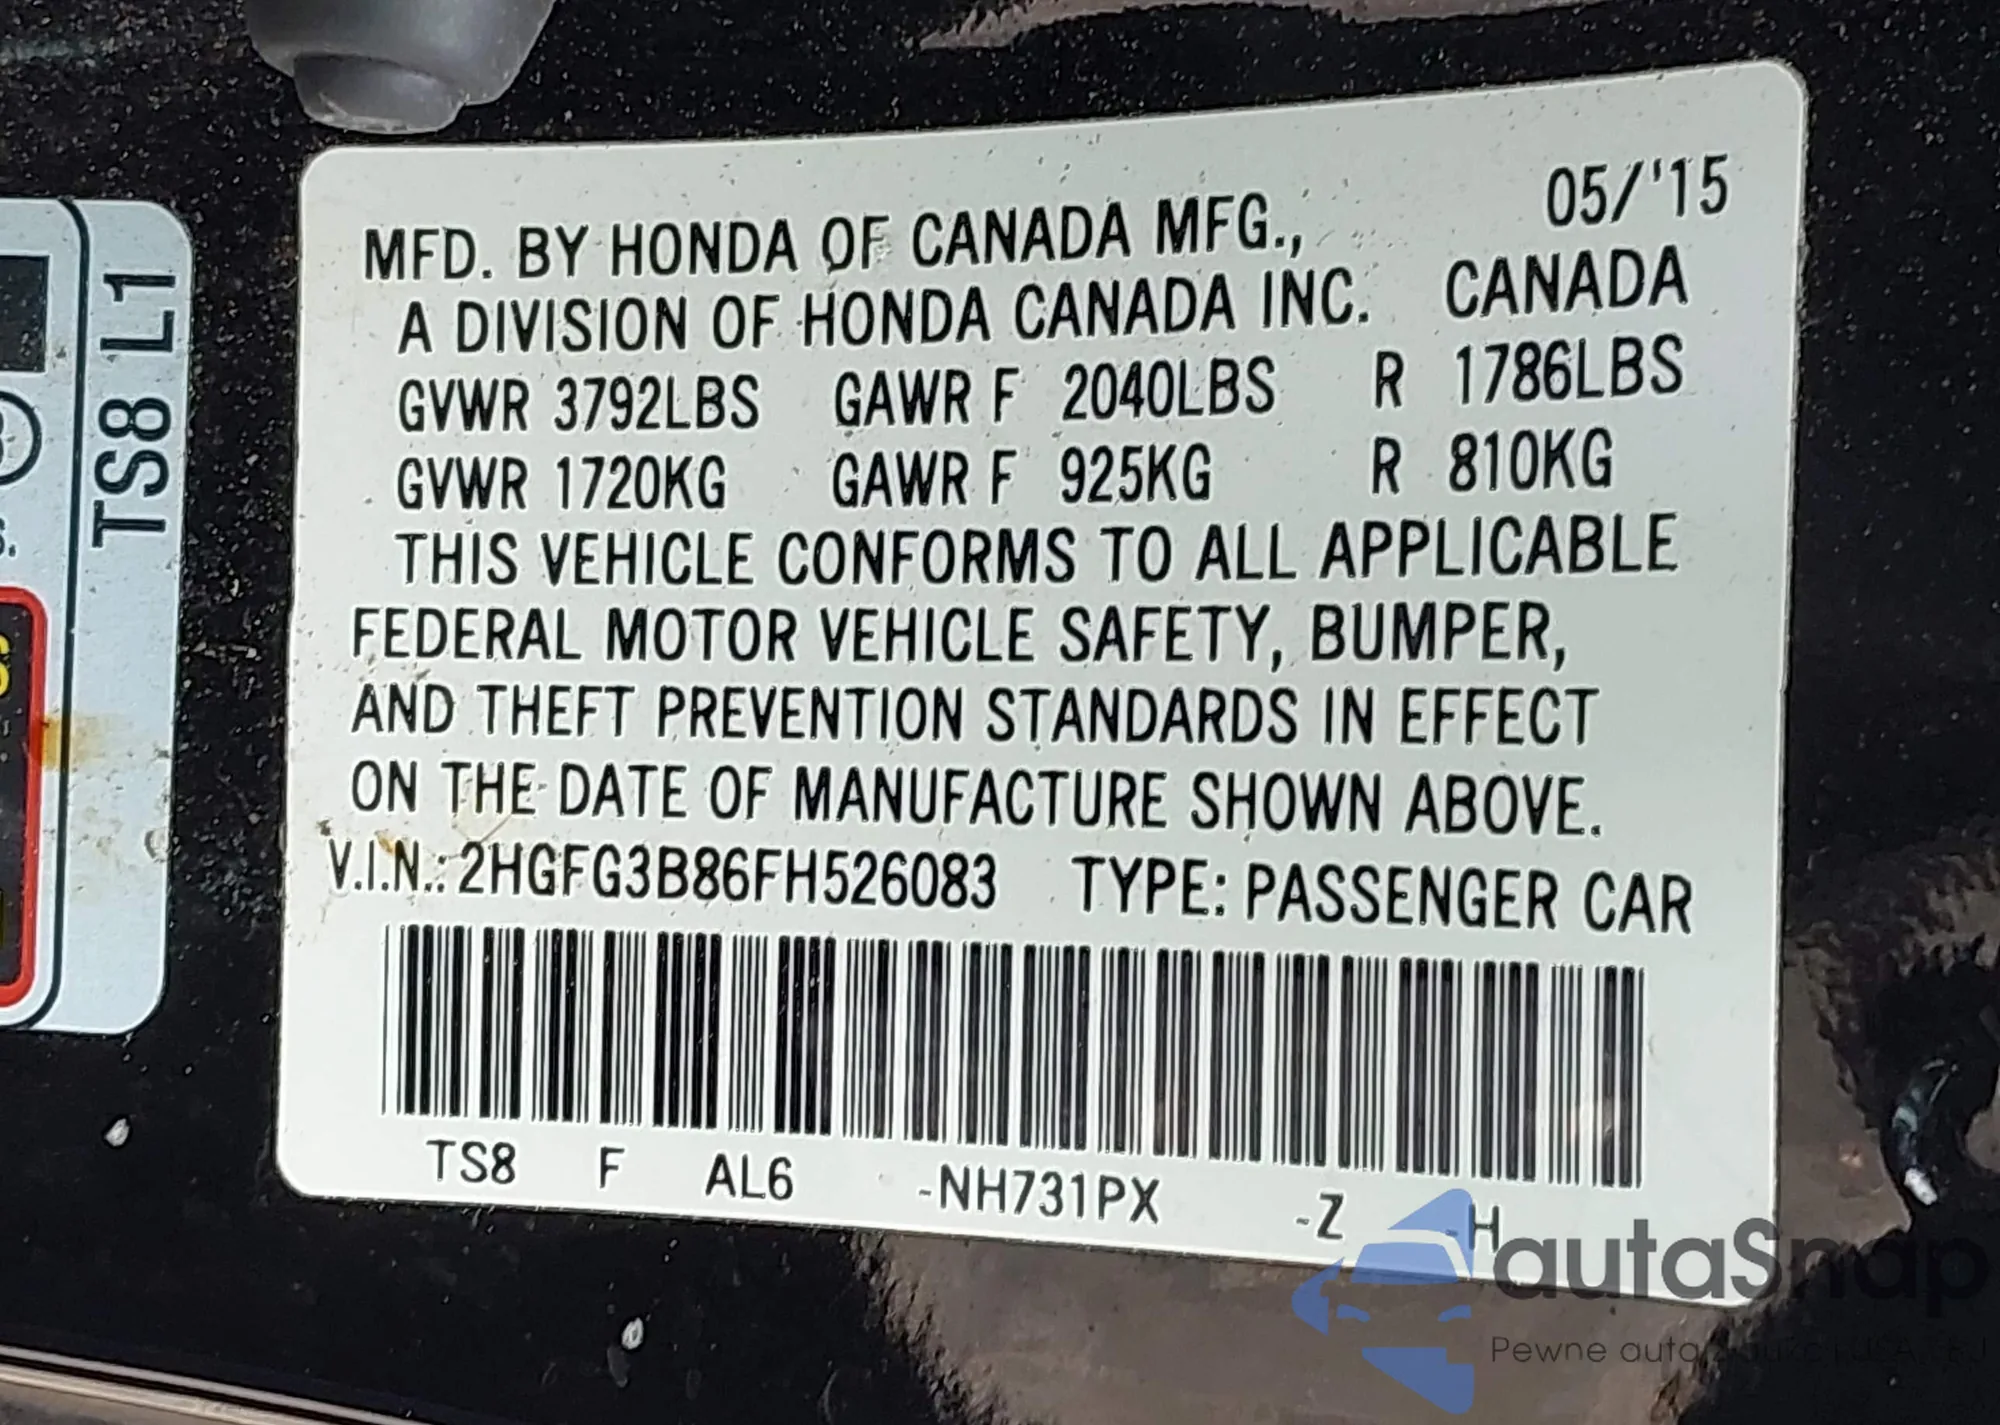 TS8 L1
05/'15
MFD. BY HONDA OF CANADA MFG.,
A DIVISION OF HONDA CANADA INC. CANADA
GVWR 3792LBS GAWR F 2040LBS R 1786LBS
GVWR 1720KG GAWR F 925KG R 810KG
THIS VEHICLE CONFORMS TO ALL APPLICABLE
FEDERAL MOTOR VEHICLE SAFETY, BUMPER,
AND THEFT PREVENTION STANDARDS IN EFFECT
ON THE DATE OF MANUFACTURE SHOWN ABOVE.
V.I.N.: 2HGFG3B86FH526083 TYPE: PASSENGER CAR
TS8 F AL6 -NH731PX -Z -H
autaSnap
Pewne auta